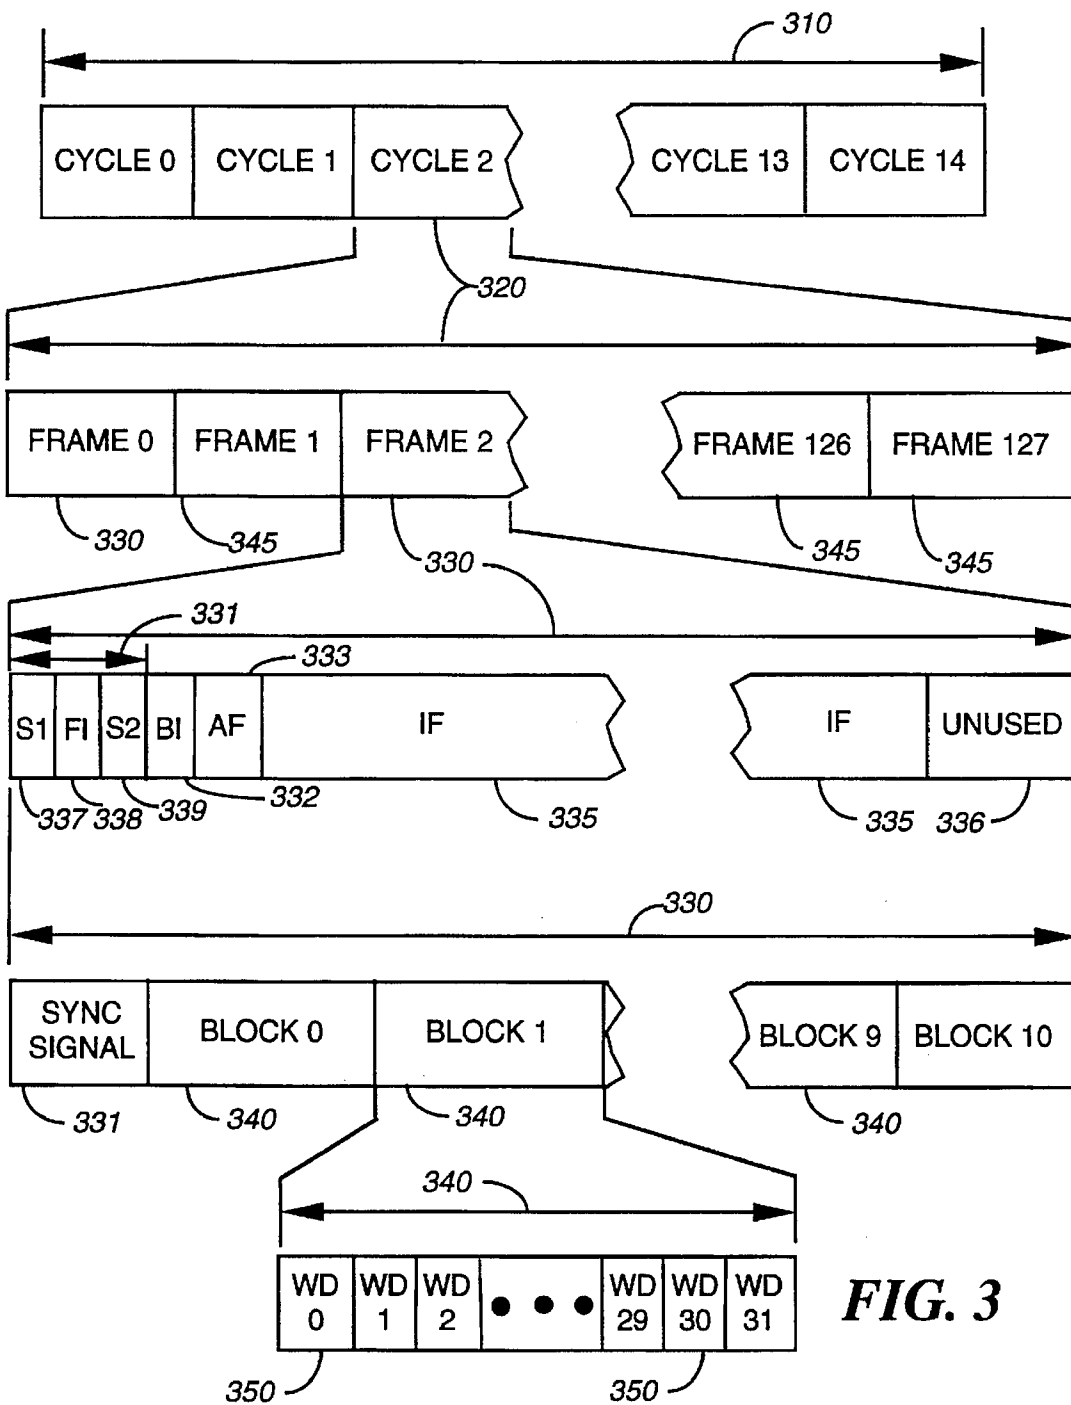 310
CYCLE 0 CYCLE 1 CYCLE 2 CYCLE 13 CYCLE 14
320
FRAME 0 FRAME 1 FRAME 2 FRAME 126 FRAME 127
330 345 330 345 345
331
333
S1 FI S2 BI AF IF IF UNUSED
337 338 339 332 335 335 336
330
SYNC
SIGNAL BLOCK 0 BLOCK 1 BLOCK 9 BLOCK 10
331 340 340 340
340
WD WD WD WD WD WD
0 1 2 29 30 31
FIG. 3
350 350